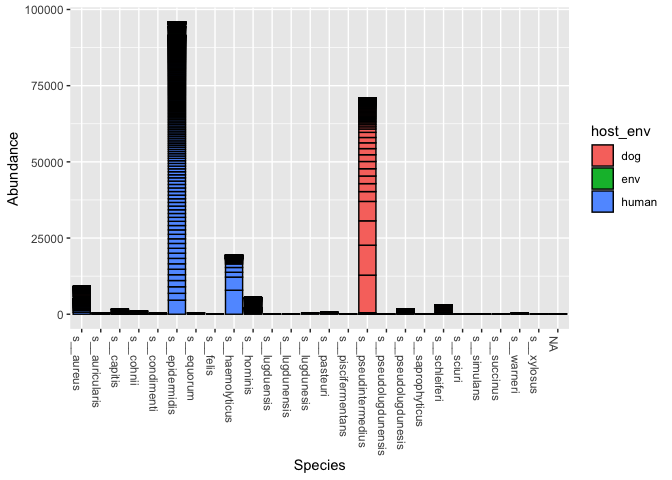 100000
75000
50000
25000
0
Abundance
s__aureus
s__auricularis
s__capitis
s__cohnii
s__condimenti
s__epidermidis
s__equorum
s__felis
s__haemolyticus
s__hominis
s__lugduensis
s__lugdunensis
s__lugdunesis
s__pasteuri
s__piscifermentans
s__pseudintermedius
s__pseudolugdunensis
s__pseudolugdunesis
s__saprophyticus
s__schleiferi
s__sciuri
s__simulans
s__succinus
s__warneri
s__xylosus
NA
Species
host_env
dog
env
human